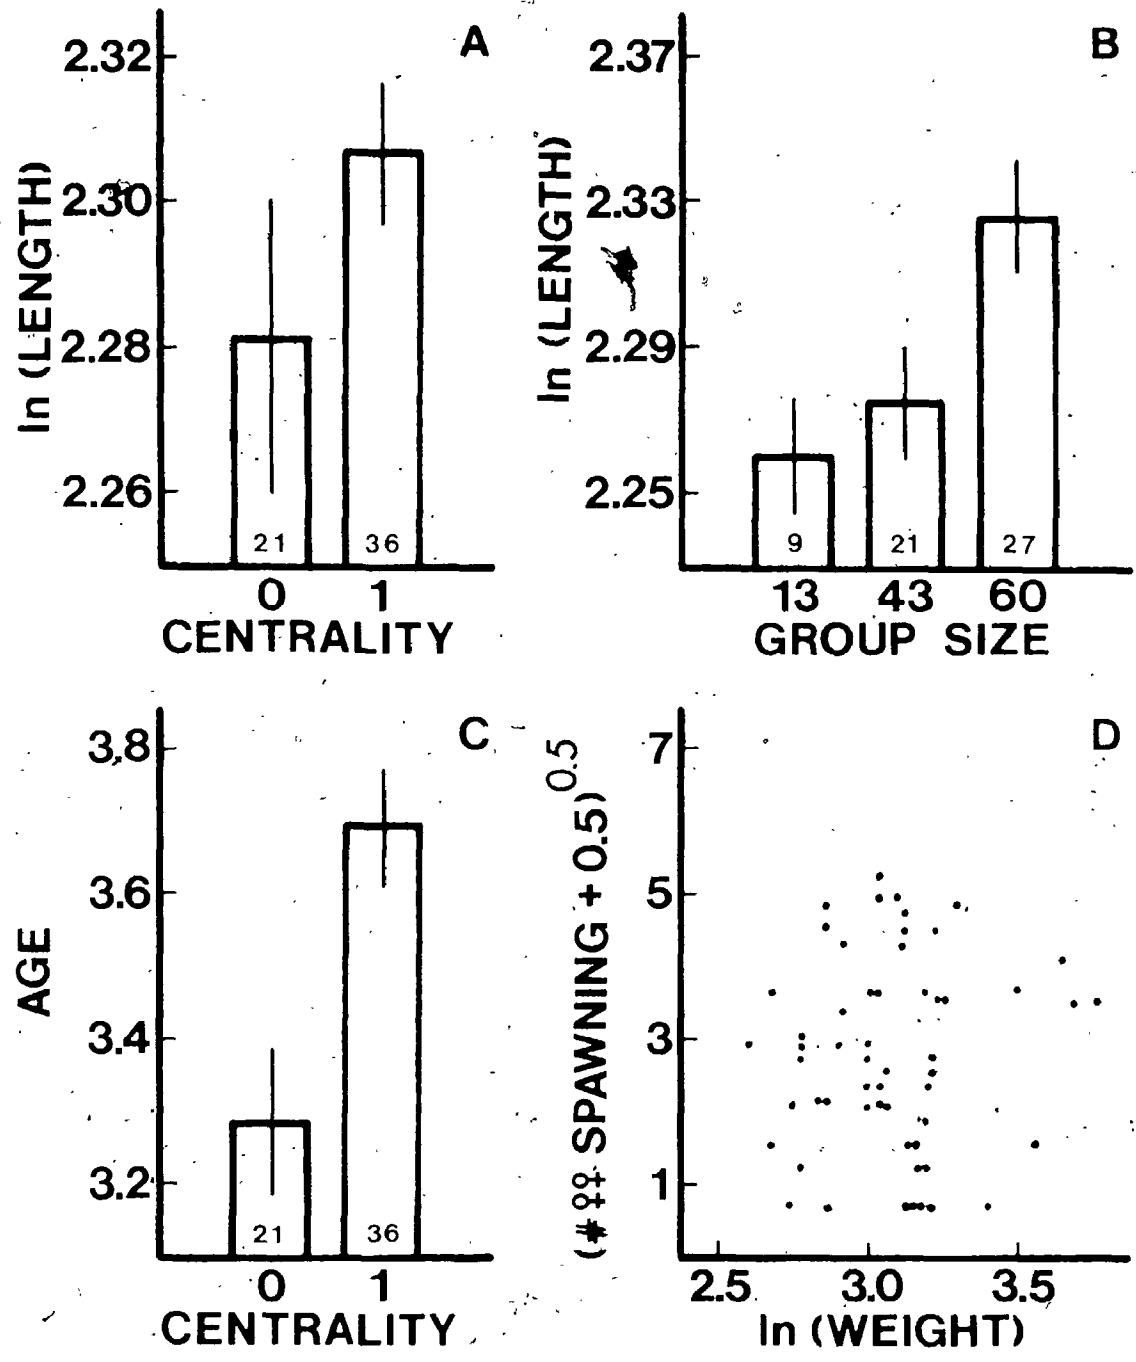 A
2.32
2.30
2.28
2.26
ln (LENGTH)
21
36
0
1
CENTRALITY
B
2.37
2.33
2.29
2.25
ln (LENGTH)
9
21
27
13
43
60
GROUP SIZE
C
3.8
3.6
3.4
3.2
AGE
21
36
0
1
CENTRALITY
D
7
5
3
1
(#♀♀ SPAWNING + 0.5)0.5
2.5
3.0
3.5
ln (WEIGHT)